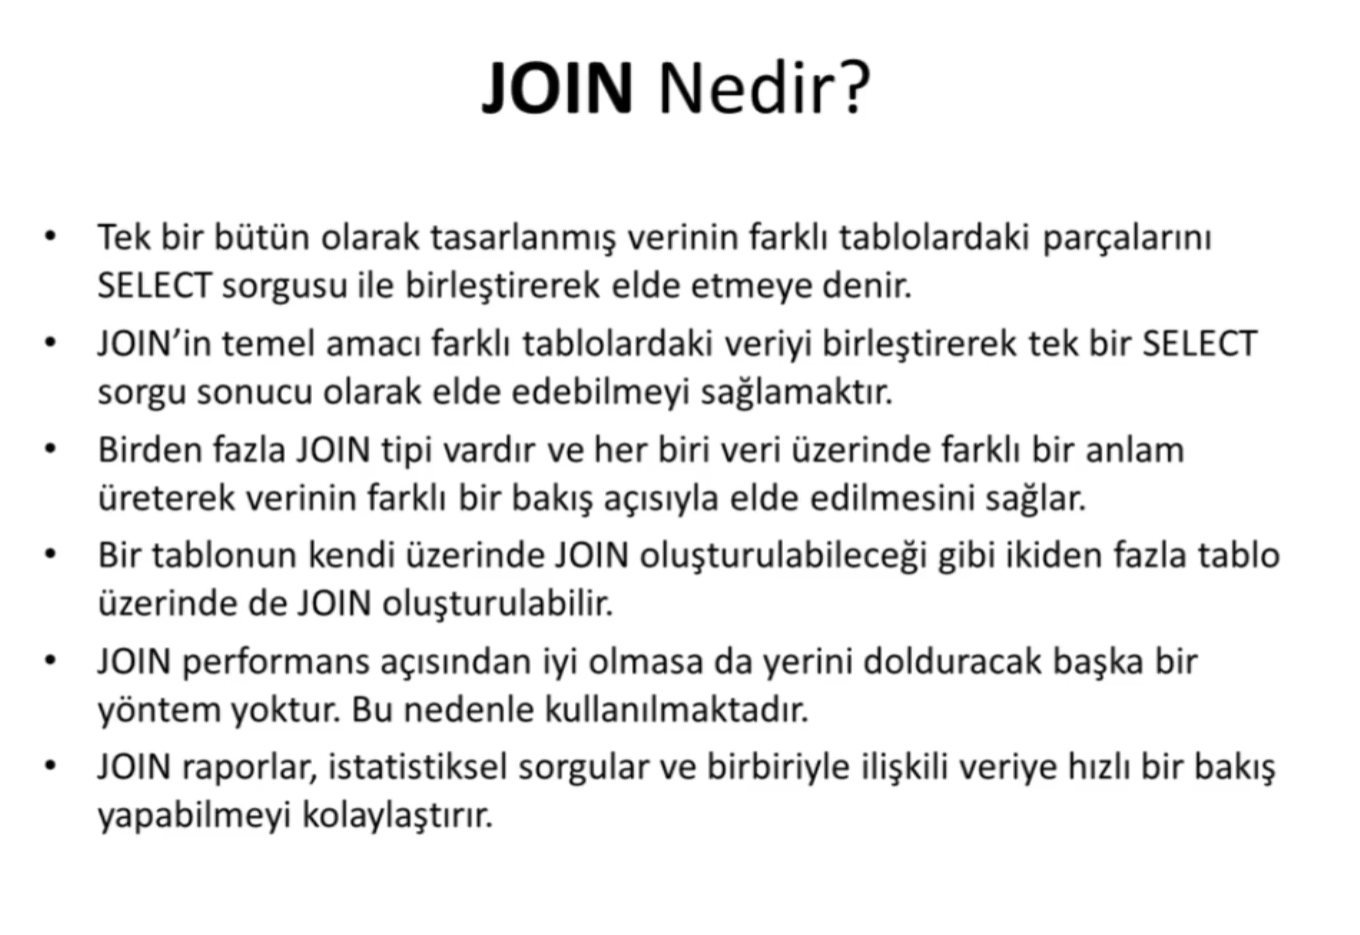 JOIN Nedir?
• Tek bir bütün olarak tasarlanmış verinin farklı tablolardaki parçalarını
SELECT sorgusu ile birleştirerek elde etmeye denir.
• JOIN’in temel amacı farklı tablolardaki veriyi birleştirerek tek bir SELECT
sorgu sonucu olarak elde edebilmeyi sağlamaktır.
• Birden fazla JOIN tipi vardır ve her biri veri üzerinde farklı bir anlam
üreterek verinin farklı bir bakış açısıyla elde edilmesini sağlar.
• Bir tablonun kendi üzerinde JOIN oluşturulabileceği gibi ikiden fazla tablo
üzerinde de JOIN oluşturulabilir.
• JOIN performans açısından iyi olmasa da yerini dolduracak başka bir
yöntem yoktur. Bu nedenle kullanılmaktadır.
• JOIN raporlar, istatistiksel sorgular ve birbiriyle ilişkili veriye hızlı bir bakış
yapabilmeyi kolaylaştırır.